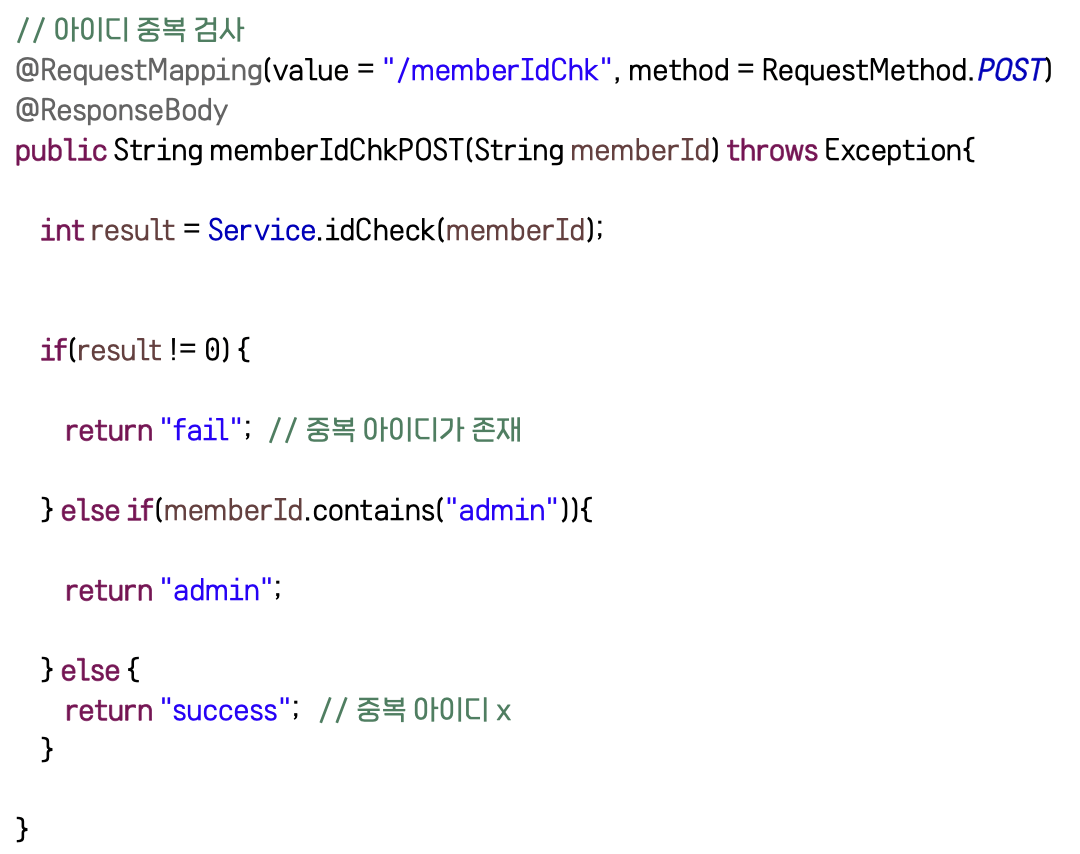 // 아이디 중복 검사
@RequestMapping(value = "/memberIdChk", method = RequestMethod.POST)
@ResponseBody
public String memberIdChkPOST(String memberId) throws Exception{
int result = Service.idCheck(memberId);
if(result != 0) {
return "fail"; // 중복 아이디가 존재
} else if(memberId.contains("admin")){
return "admin";
} else {
return "success"; // 중복 아이디 x
}
}